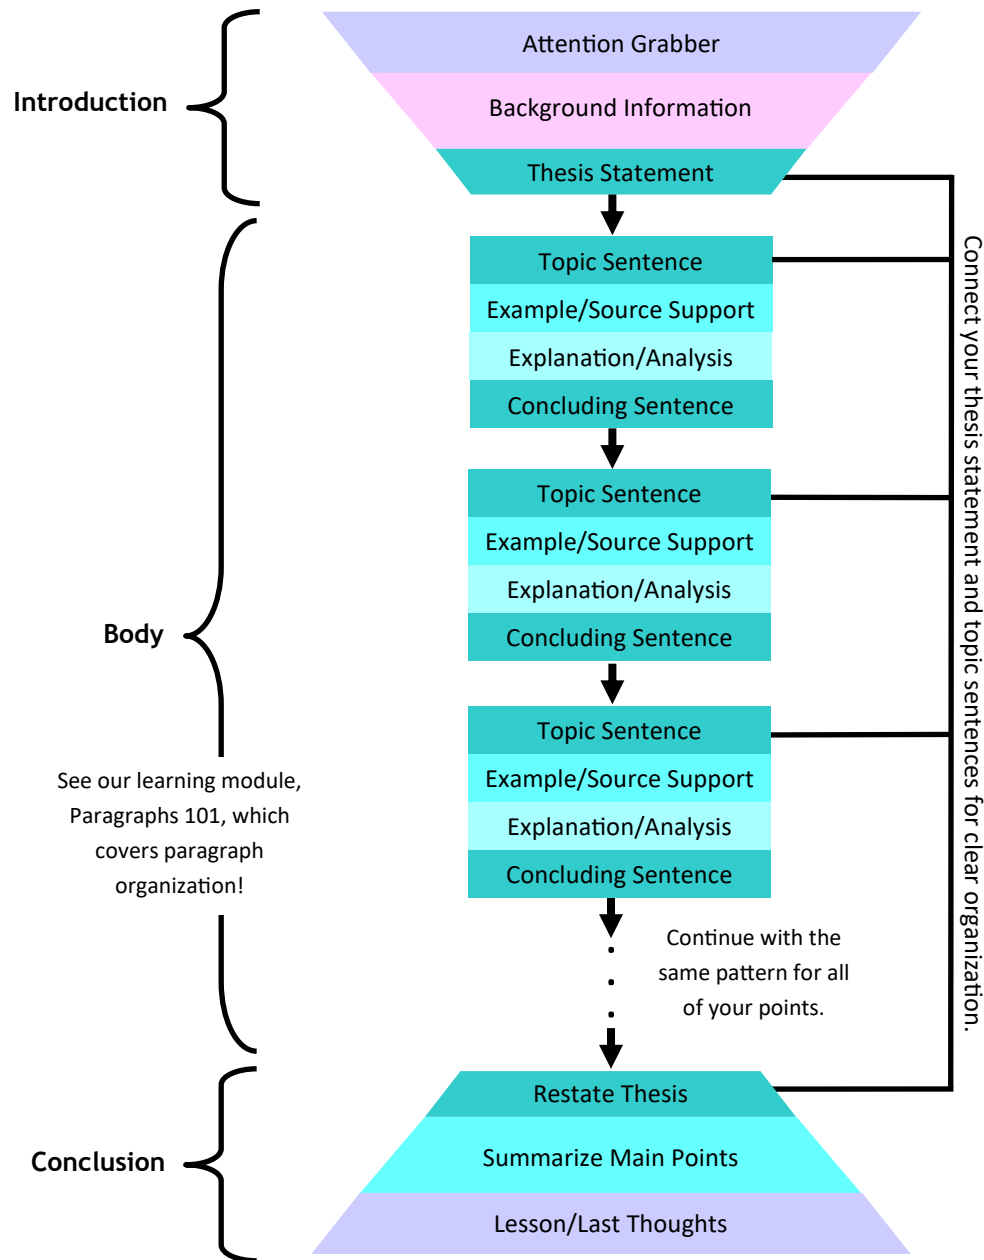 Introduction
Attention Grabber
Background Information
Thesis Statement
Body
See our learning module,
Paragraphs 101, which
covers paragraph
organization!
Topic Sentence
Example/Source Support
Explanation/Analysis
Concluding Sentence
Topic Sentence
Example/Source Support
Explanation/Analysis
Concluding Sentence
Topic Sentence
Example/Source Support
Explanation/Analysis
Concluding Sentence
Continue with the
same pattern for all
of your points.
Connect your thesis statement and topic sentences for clear organization.
Conclusion
Restate Thesis
Summarize Main Points
Lesson/Last Thoughts